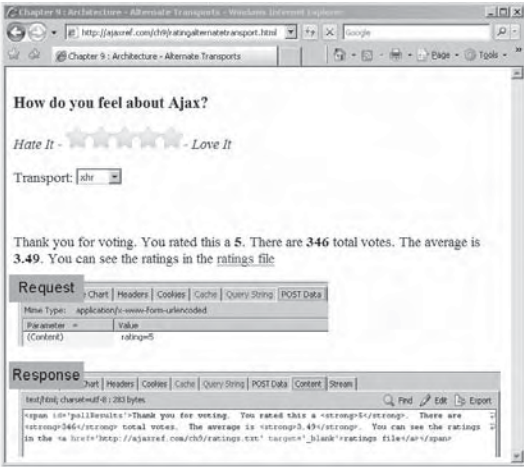 Chapter 9 : Architecture - Alternate Transports - Windows Internet Explorer
http://ajaxref.com/ch9/ratingalternatetransport.html
Google
Chapter 9 : Architecture - Alternate Transports
Page
Tools
How do you feel about Ajax?
Hate It - - Love It
Transport: xhr
Thank you for voting. You rated this a 5. There are 346 total votes. The average is
3.49. You can see the ratings in the ratings file
Request
Chart Headers Cookies Cache Query String POST Data
Mime Type: application/x-www-form-urlencoded
Parameter Value
(Content) rating=5
Response
Chart Headers Cookies Cache Query String POST Data Content Stream
text/html; charset=utf-8 : 283 bytes Find Edit Export
<span id='pollResults'>Thank you for voting. You rated this a <strong>5</strong>. There are
<strong>346</strong> total votes. The average is <strong>3.49</strong>. You can see the ratings
in the <a href='http://ajaxref.com/ch9/ratings.txt' target='_blank'>ratings file</a></span>